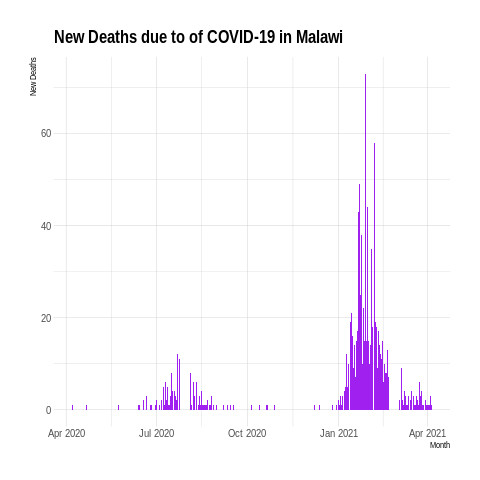 New Deaths due to of COVID-19 in Malawi
New Deaths
60
40
20
0
Apr 2020 Jul 2020 Oct 2020 Jan 2021 Apr 2021
Month